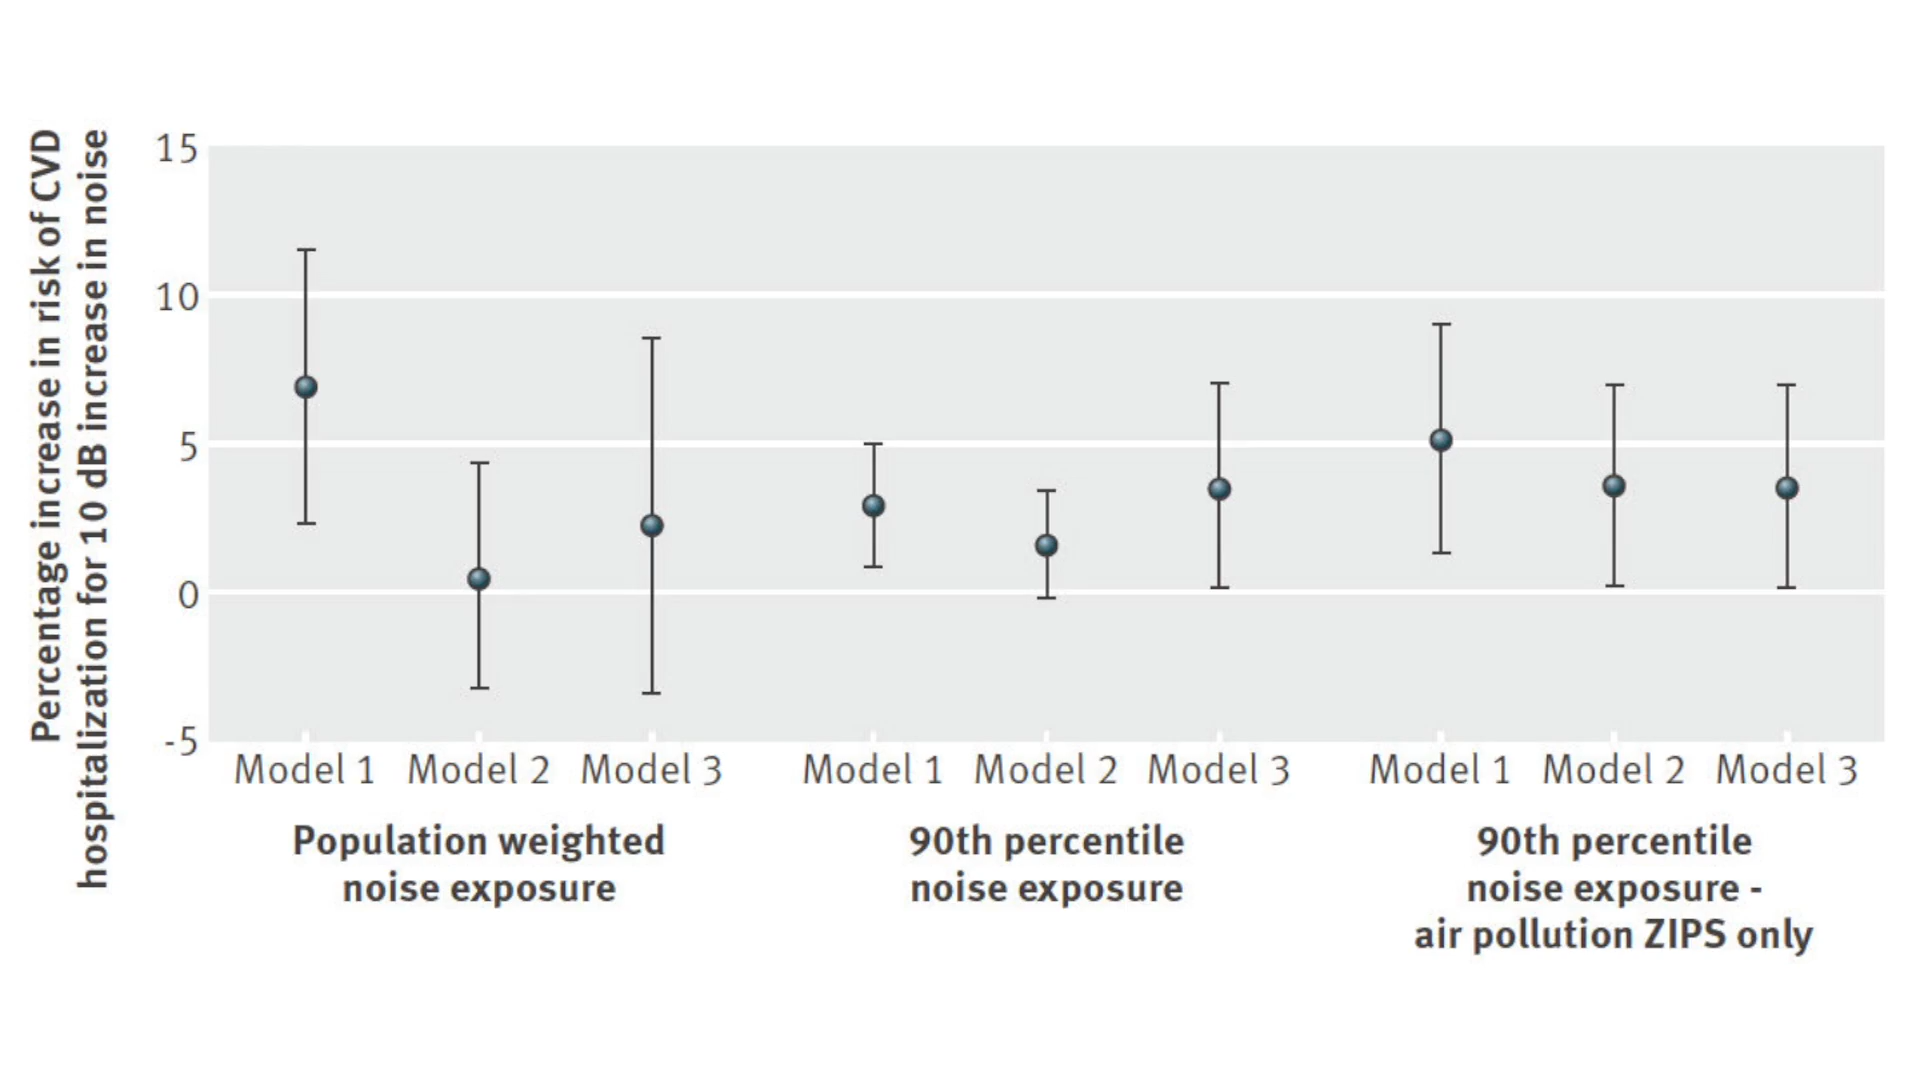 Percentage increase in risk of CVD
hospitalization for 10 dB increase in noise
15
10
5
0
-5
Model 1 Model 2 Model 3 Model 1 Model 2 Model 3 Model 1 Model 2 Model 3
Population weighted
noise exposure
90th percentile
noise exposure
90th percentile
noise exposure -
air pollution ZIPS only